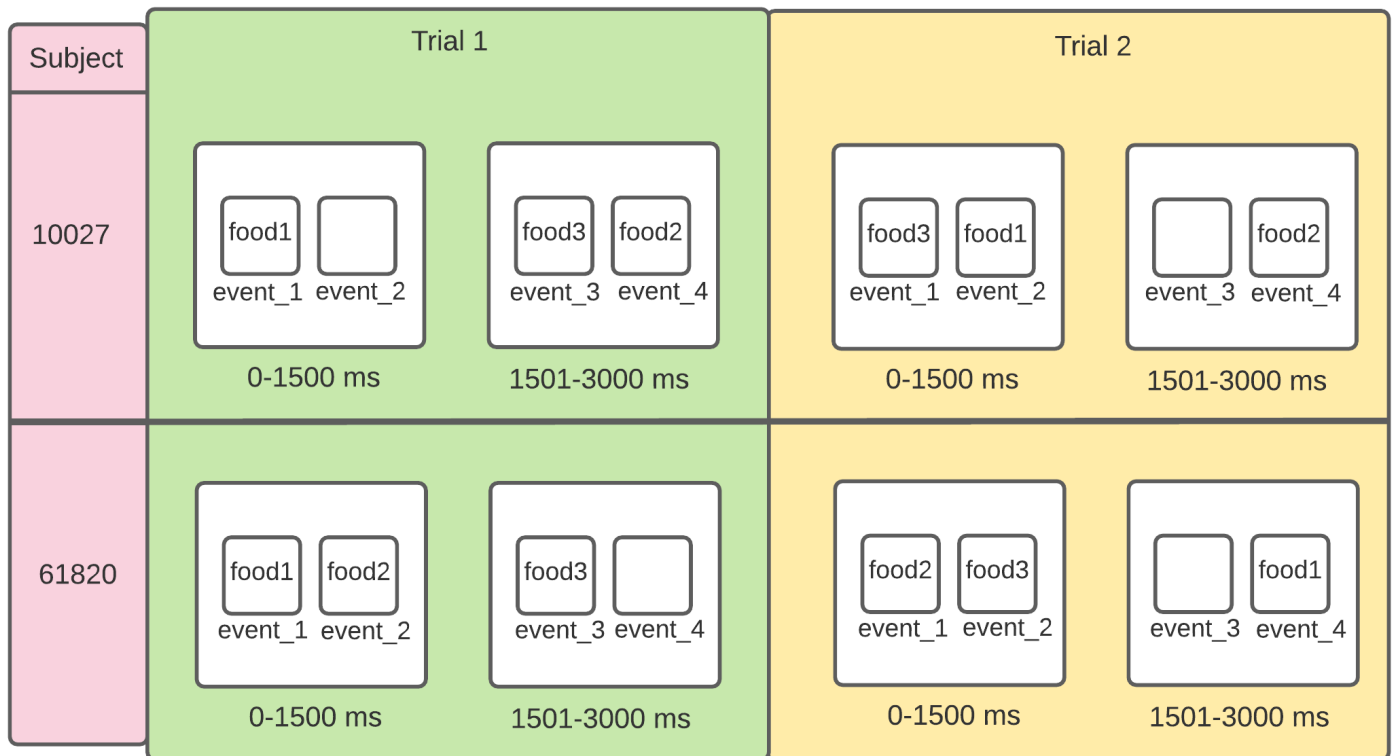 Subject
Trial 1
Trial 2
10027
food1
event_1 event_2
0-1500 ms
food3 food2
event_3 event_4
1501-3000 ms
food3 food1
event_1 event_2
0-1500 ms
food2
event_3 event_4
1501-3000 ms
61820
food1 food2
event_1 event_2
0-1500 ms
food3
event_3 event_4
1501-3000 ms
food2 food3
event_1 event_2
0-1500 ms
food1
event_3 event_4
1501-3000 ms